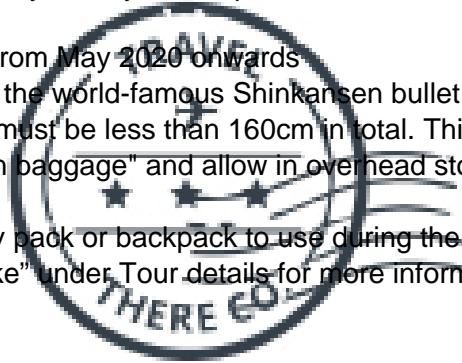 rom May 2020 onwards
the world-famous Shinkansen bullet
must be less than 160cm in total. Thi
baggage" and allow in overhead sto
pack or backpack to use during the
ke” under Tour details for more inform
TRAVEL
THERE CO.